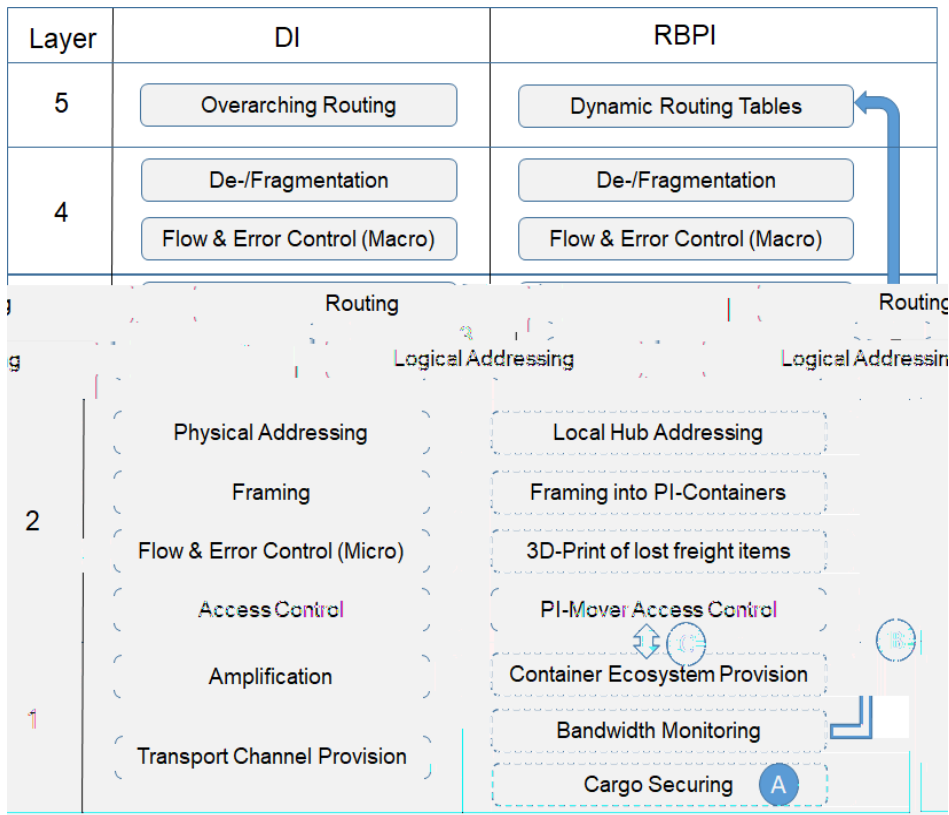 Layer DI RBPI
5 Overarching Routing Dynamic Routing Tables
4 De-/Fragmentation De-/Fragmentation
Flow & Error Control (Macro) Flow & Error Control (Macro)
g Routing Routing
3
g Logical Addressing Logical Addressin
Physical Addressing Local Hub Addressing
Framing Framing into PI-Containers
2
Flow & Error Control (Micro) 3D-Print of lost freight items
Access Control PI-Mover Access Control
C B
Amplification Container Ecosystem Provision
1 Bandwidth Monitoring
Transport Channel Provision
Cargo Securing A